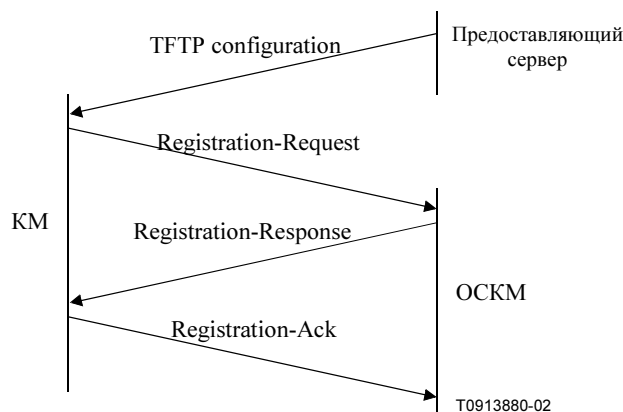 TFTP configuration
Предоставляющий
сервер
Registration-Request
КМ
Registration-Response
ОСКМ
Registration-Ack
T0913880-02